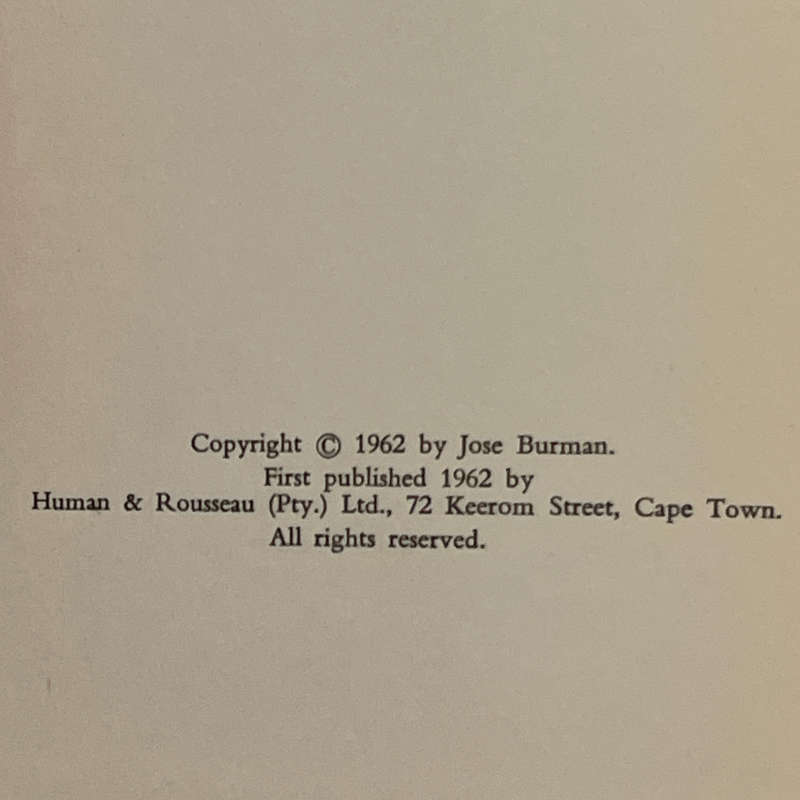 Copyright © 1962 by Jose Burman.
First published 1962 by
Human & Rousseau (Pty.) Ltd., 72 Keerom Street, Cape Town.
All rights reserved.